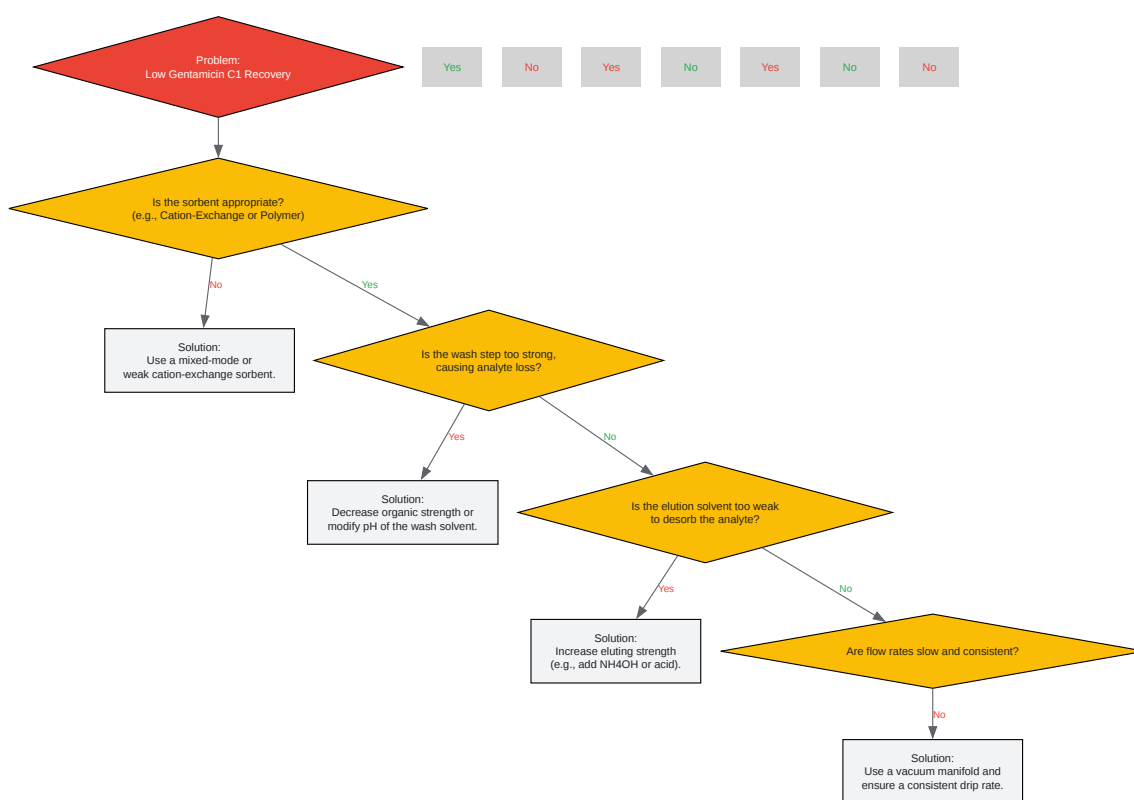 Problem:
Low Gentamicin C1 Recovery
Yes
No
Yes
No
Yes
No
No
Is the sorbent appropriate?
(e.g., Cation-Exchange or Polymer)
No
Yes
Solution:
Use a mixed-mode or
weak cation-exchange sorbent.
Is the wash step too strong,
causing analyte loss?
Yes
No
Solution:
Decrease organic strength or
modify pH of the wash solvent.
Is the elution solvent too weak
to desorb the analyte?
Yes
No
Solution:
Increase eluting strength
(e.g., add NH4OH or acid).
Are flow rates slow and consistent?
No
Solution:
Use a vacuum manifold and
ensure a consistent drip rate.